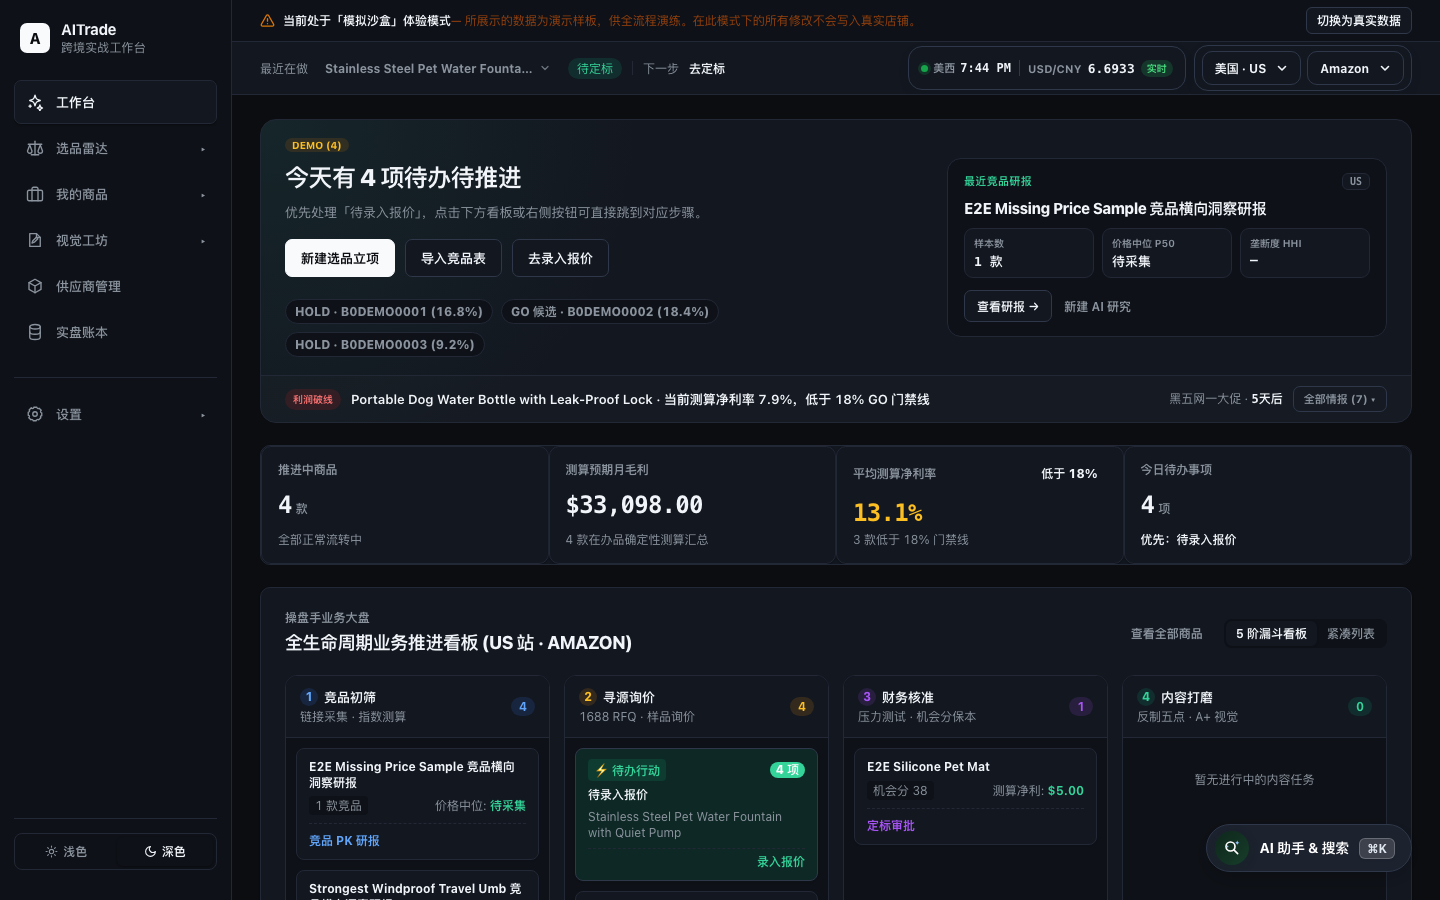 A
AITrade
跨境实战工作台
工作台
选品雷达
我的商品
视觉工坊
供应商管理
实盘账本
设置
浅色
深色
当前处于「模拟沙盒」体验模式 — 所展示的数据为演示样板，供全流程演练。在此模式下的所有修改不会写入真实店铺。
切换为真实数据
最近在做 Stainless Steel Pet Water Founta... 待定标 下一步 去定标
美西 7:44 PM USD/CNY 6.6933 实时
美国 · US
Amazon
DEMO (4)
今天有 4 项待办待推进
优先处理「待录入报价」，点击下方看板或右侧按钮可直接跳到对应步骤。
新建选品立项 导入竞品表 去录入报价
HOLD · B0DEMO0001 (16.8%) GO 候选 · B0DEMO0002 (18.4%)
HOLD · B0DEMO0003 (9.2%)
最近竞品研报 US
E2E Missing Price Sample 竞品横向洞察研报
样本数 价格中位 P50 垄断度 HHI
1 款 待采集 —
查看研报 → 新建 AI 研究
利润破线 Portable Dog Water Bottle with Leak-Proof Lock · 当前测算净利率 7.9%，低于 18% GO 门禁线
黑五网一大促 · 5天后 全部情报 (7)
推进中商品
4 款
全部正常流转中
测算预期月毛利
$33,098.00
4 款在办品确定性测算汇总
平均测算净利率 低于 18%
13.1%
3 款低于 18% 门禁线
今日待办事项
4 项
优先：待录入报价
操盘手业务大盘
全生命周期业务推进看板 (US 站 · AMAZON)
查看全部商品 5 阶漏斗看板 紧凑列表
1 竞品初筛
链接采集 · 指数测算
4
E2E Missing Price Sample 竞品横向
洞察研报
1 款竞品 价格中位: 待采集
竞品 PK 研报
Strongest Windproof Travel Umb 竞
2 寻源询价
1688 RFQ · 样品询价
4
⚡ 待办行动 4 项
待录入报价
Stainless Steel Pet Water Fountain
with Quiet Pump
录入报价
3 财务核准
压力测试 · 机会分保本
1
E2E Silicone Pet Mat
机会分 38 测算净利: $5.00
定标审批
4 内容打磨
反制五点 · A+ 视觉
0
暂无进行中的内容任务
AI 助手 & 搜索 ⌘K